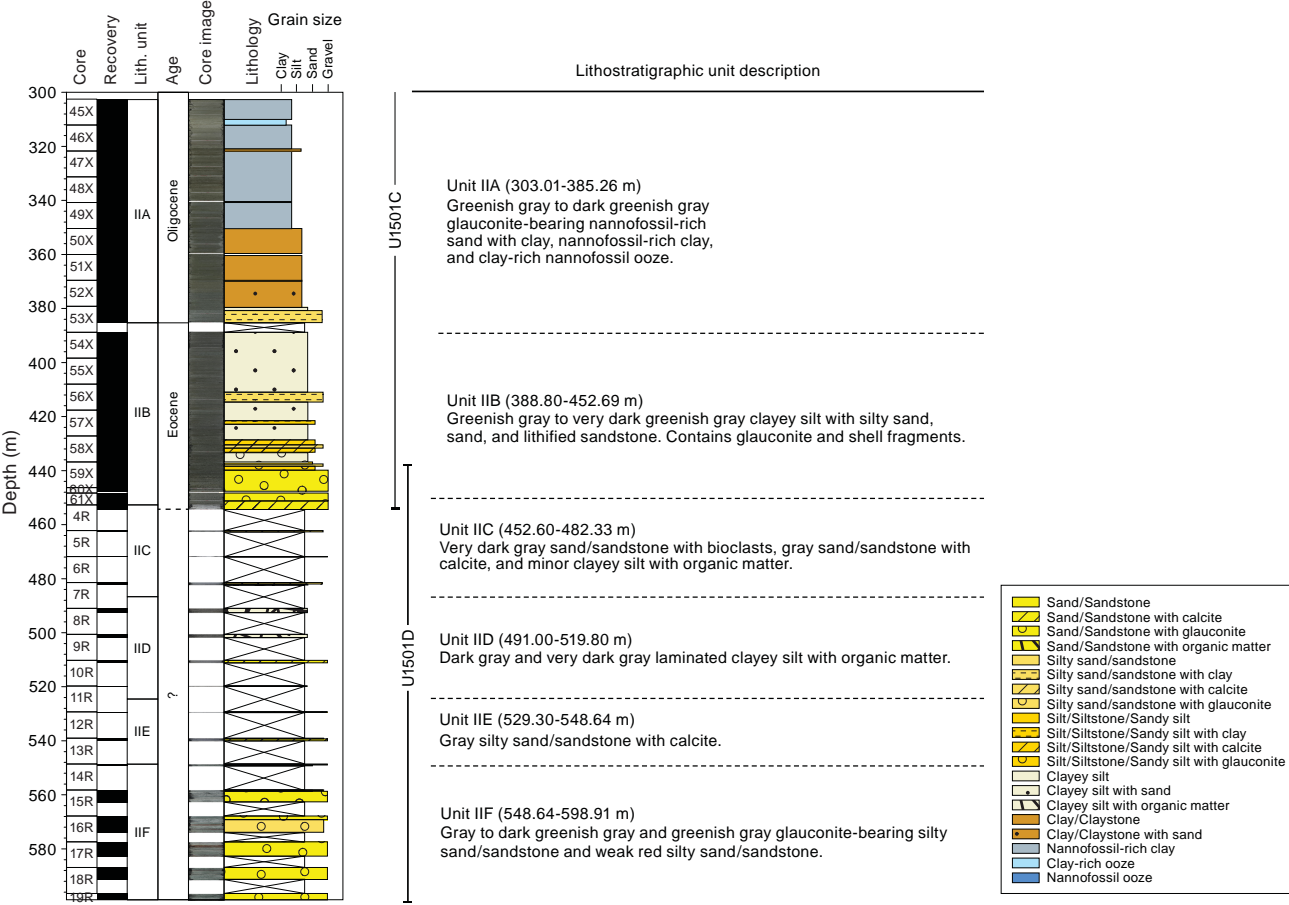 Core
Recovery
Lith. unit
Age
Core image
Lithology
Grain size
Clay
Silt
Sand
Gravel
Lithostratigraphic unit description
Depth (m)
300
320
340
360
380
400
420
440
460
480
500
520
540
560
580
45X
46X
47X
48X
49X
50X
51X
52X
53X
54X
55X
56X
57X
58X
59X
60X
61X
4R
5R
6R
7R
8R
9R
10R
11R
12R
13R
14R
15R
16R
17R
18R
19R
IIA
IIB
IIC
IID
IIE
IIF
Oligocene
Eocene
?
U1501C
U1501D
Unit IIA (303.01-385.26 m)
Greenish gray to dark greenish gray
glauconite-bearing nannofossil-rich
sand with clay, nannofossil-rich clay,
and clay-rich nannofossil ooze.
Unit IIB (388.80-452.69 m)
Greenish gray to very dark greenish gray clayey silt with silty sand,
sand, and lithified sandstone. Contains glauconite and shell fragments.
Unit IIC (452.60-482.33 m)
Very dark gray sand/sandstone with bioclasts, gray sand/sandstone with
calcite, and minor clayey silt with organic matter.
Unit IID (491.00-519.80 m)
Dark gray and very dark gray laminated clayey silt with organic matter.
Unit IIE (529.30-548.64 m)
Gray silty sand/sandstone with calcite.
Unit IIF (548.64-598.91 m)
Gray to dark greenish gray and greenish gray glauconite-bearing silty
sand/sandstone and weak red silty sand/sandstone.
Sand/Sandstone
Sand/Sandstone with calcite
Sand/Sandstone with glauconite
Sand/Sandstone with organic matter
Silty sand/sandstone
Silty sand/sandstone with clay
Silty sand/sandstone with calcite
Silty sand/sandstone with glauconite
Silt/Siltstone/Sandy silt
Silt/Siltstone/Sandy silt with clay
Silt/Siltstone/Sandy silt with calcite
Silt/Siltstone/Sandy silt with glauconite
Clayey silt
Clayey silt with sand
Clayey silt with organic matter
Clay/Claystone
Clay/Claystone with sand
Nannofossil-rich clay
Clay-rich ooze
Nannofossil ooze